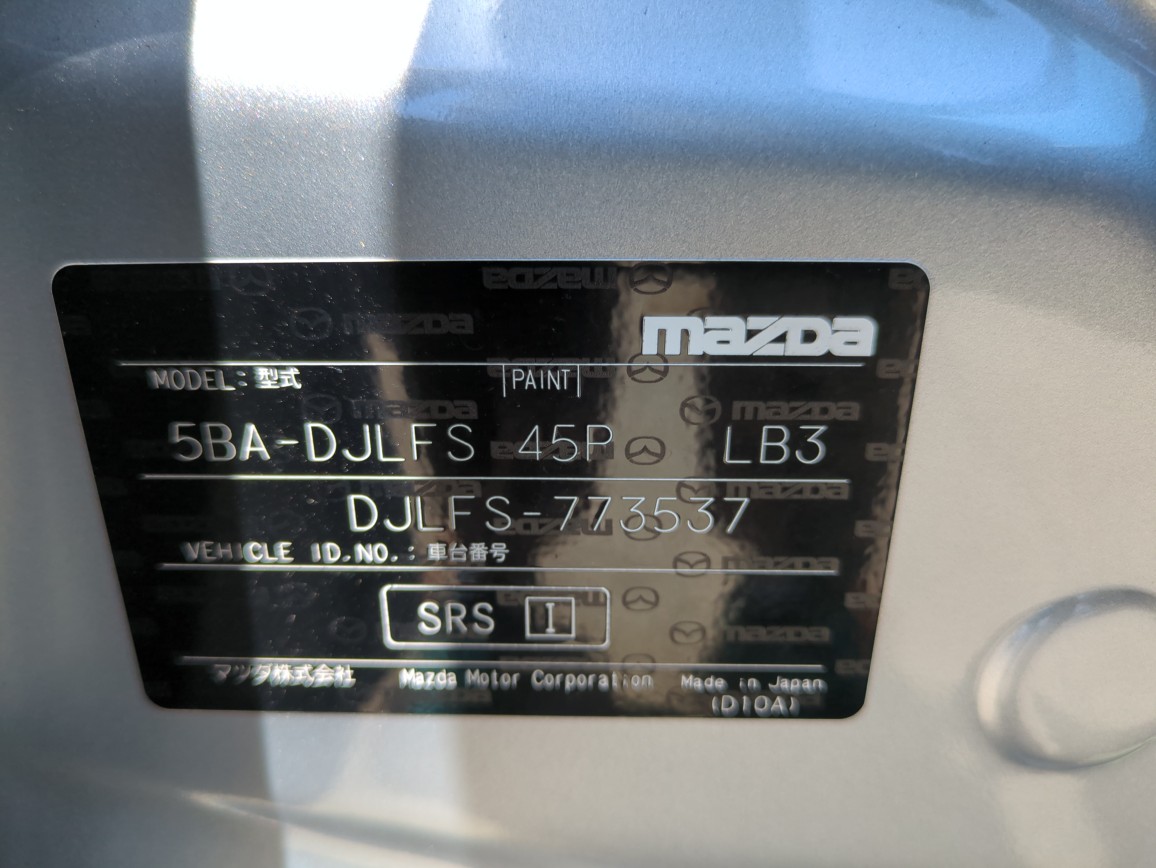 mazda
MODEL: 型式 PAINT
5BA-DJLFS 45P LB3
DJLFS-773537
VEHICLE ID.NO.: 車台番号
SRS I
マツダ株式会社 Mazda Motor Corporation Made in Japan
(D10A)